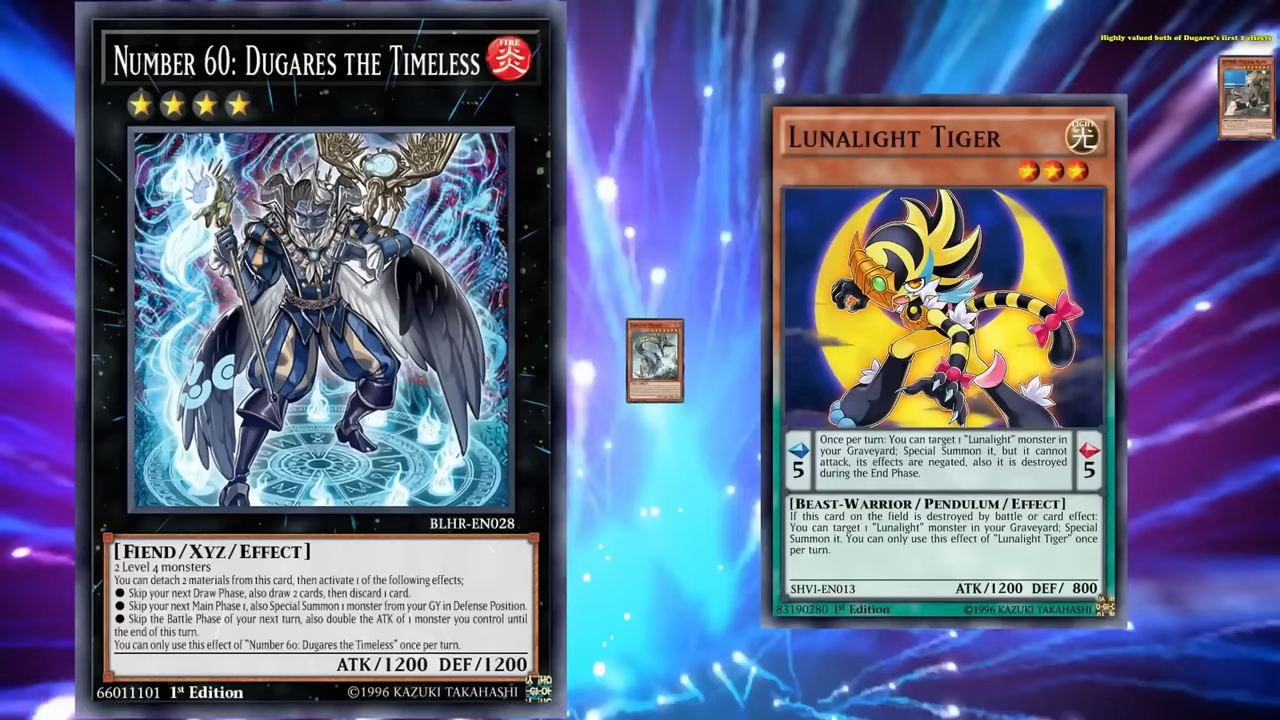 Highly valued both of Dugares's first 2 effects
NUMBER 60: DUGARES THE TIMELESS
FIRE
炎
BLHR-EN028
[FIEND/XYZ/EFFECT]
2 Level 4 monsters
You can detach 2 materials from this card, then activate 1 of the following effects;
● Skip your next Draw Phase, also draw 2 cards, then discard 1 card.
● Skip your next Main Phase 1, also Special Summon 1 monster from your GY in Defense Position.
● Skip the Battle Phase of your next turn, also double the ATK of 1 monster you control until
the end of this turn.
You can only use this effect of "Number 60: Dugares the Timeless" once per turn.
ATK/1200 DEF/1200
66011101 1st Edition ©1996 KAZUKI TAKAHASHI
LUNALIGHT TIGER
LIGHT
光
Once per turn: You can target 1 "Lunalight" monster in
your Graveyard; Special Summon it, but it cannot
attack, its effects are negated, also it is destroyed
during the End Phase.
5
5
[BEAST-WARRIOR/PENDULUM/EFFECT]
If this card on the field is destroyed by battle or card effect:
You can target 1 "Lunalight" monster in your Graveyard; Special
Summon it. You can only use this effect of "Lunalight Tiger" once
per turn.
SHVI-EN013 ATK/1200 DEF/ 800
83190280 1st Edition ©1996 KAZUKI TAKAHASHI